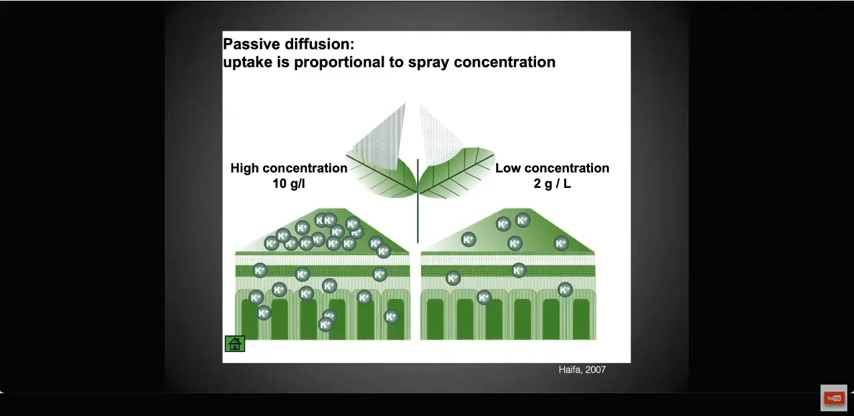 Passive diffusion:
uptake is proportional to spray concentration
High concentration
10 g/l
Low concentration
2 g / L
K+ K+ K+ K+ K+ K+ K+ K+ K+ K+ K+ K+ K+ K+ K+
K+ K+ K+ K+ K+
K+ K+ K+
K+ K+ K+
K+ K+ K+ K+
K+ K+
K+ K+ K+ K+
Haifa, 2007